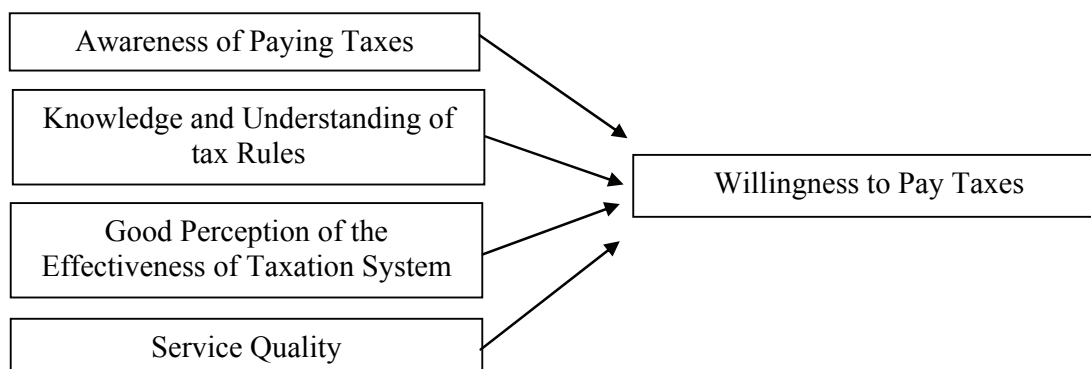 Awareness of Paying Taxes
Knowledge and Understanding of
tax Rules
Good Perception of the
Effectiveness of Taxation System
Service Quality
Willingness to Pay Taxes